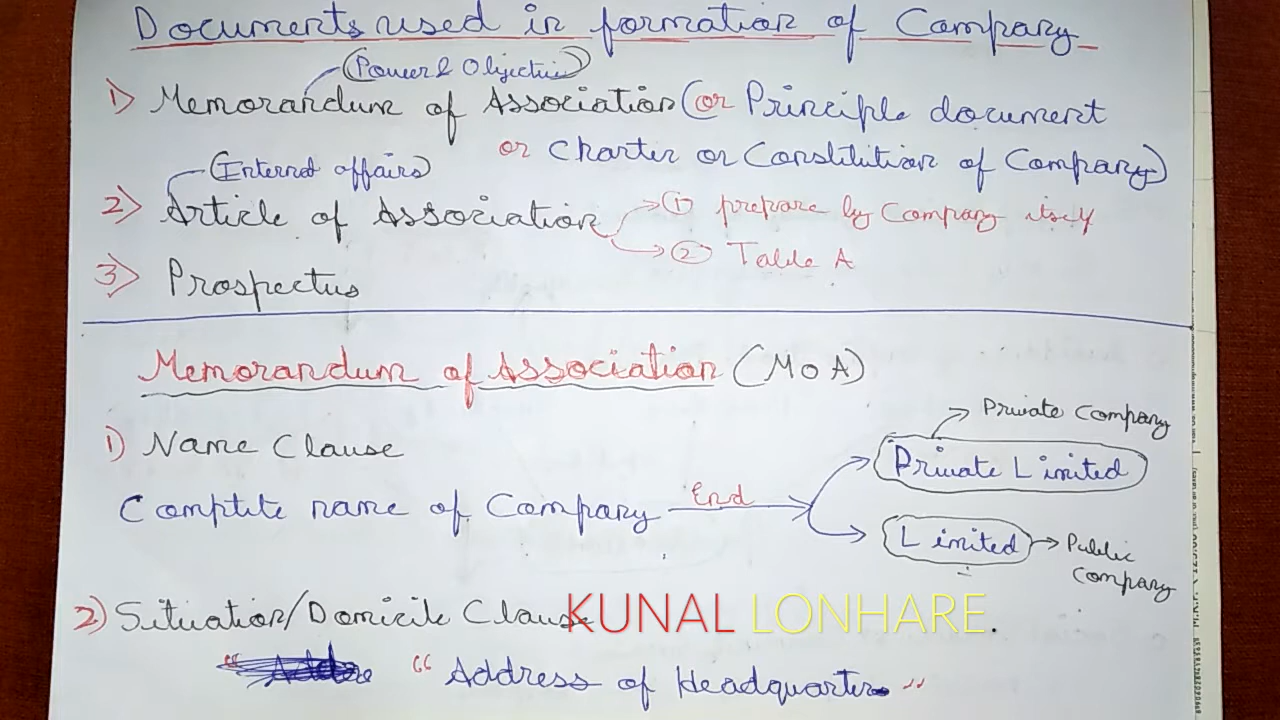 Documents used in formation of Company
(Power & Objective)
1) Memorandum of Association (or Principle document
or Charter or Constitution of Company)
(Internal affairs)
2) Article of Association
① prepare by Company itself
② Table A
3) Prospectus
Memorandum of Association (MOA)
Private Company
1) Name Clause
Private Limited
Complete name of Company
End
Limited
Public Company
2) Situation/Domicile Clause
KUNAL LONHARE.
"Address of Headquarters"